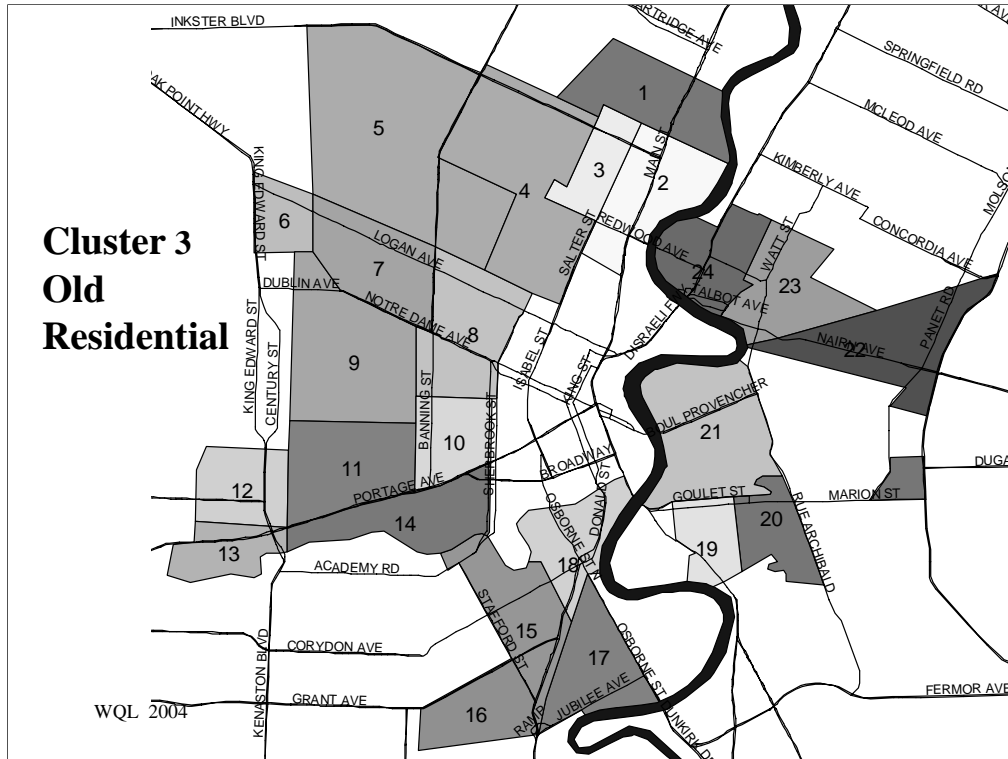 INKSTER BLVD
ARTRIDGE AVE
SPRINGFIELD RD
MCLEOD AVE
OAK POINT HWY
1
5
MAIN ST
KIMBERLY AVE
KING EDWARD ST
3
4
2
MOLSON
6
CONCORDIA AVE
Cluster 3
Old
Residential
LOGAN AVE
REDWOOD AVE
WATT ST
SALTER ST
7
24
23
DUBLIN AVE
TALBOT AVE
NOTRE DAME AVE
DISRAELI
PANET RD
8
NAIRN AVE
22
KING EDWARD ST
CENTURY ST
9
ISABEL ST
KING ST
BANNING ST
SHERBROOK ST
BOUL PROVENCHER
21
10
11
BROADWAY
DUGA
12
PORTAGE AVE
DONALD ST
GOULET ST
MARION ST
14
OSBORNE ST N
20
RUE ARCHIBALD
13
19
18
ACADEMY RD
STAFFORD ST
15
CORYDON AVE
OSBORNE ST
17
KENASTON BLVD
GRANT AVE
JUBILEE AVE
FERMOR AVE
WQL 2004
16
RAMP
DUNKIRK DR